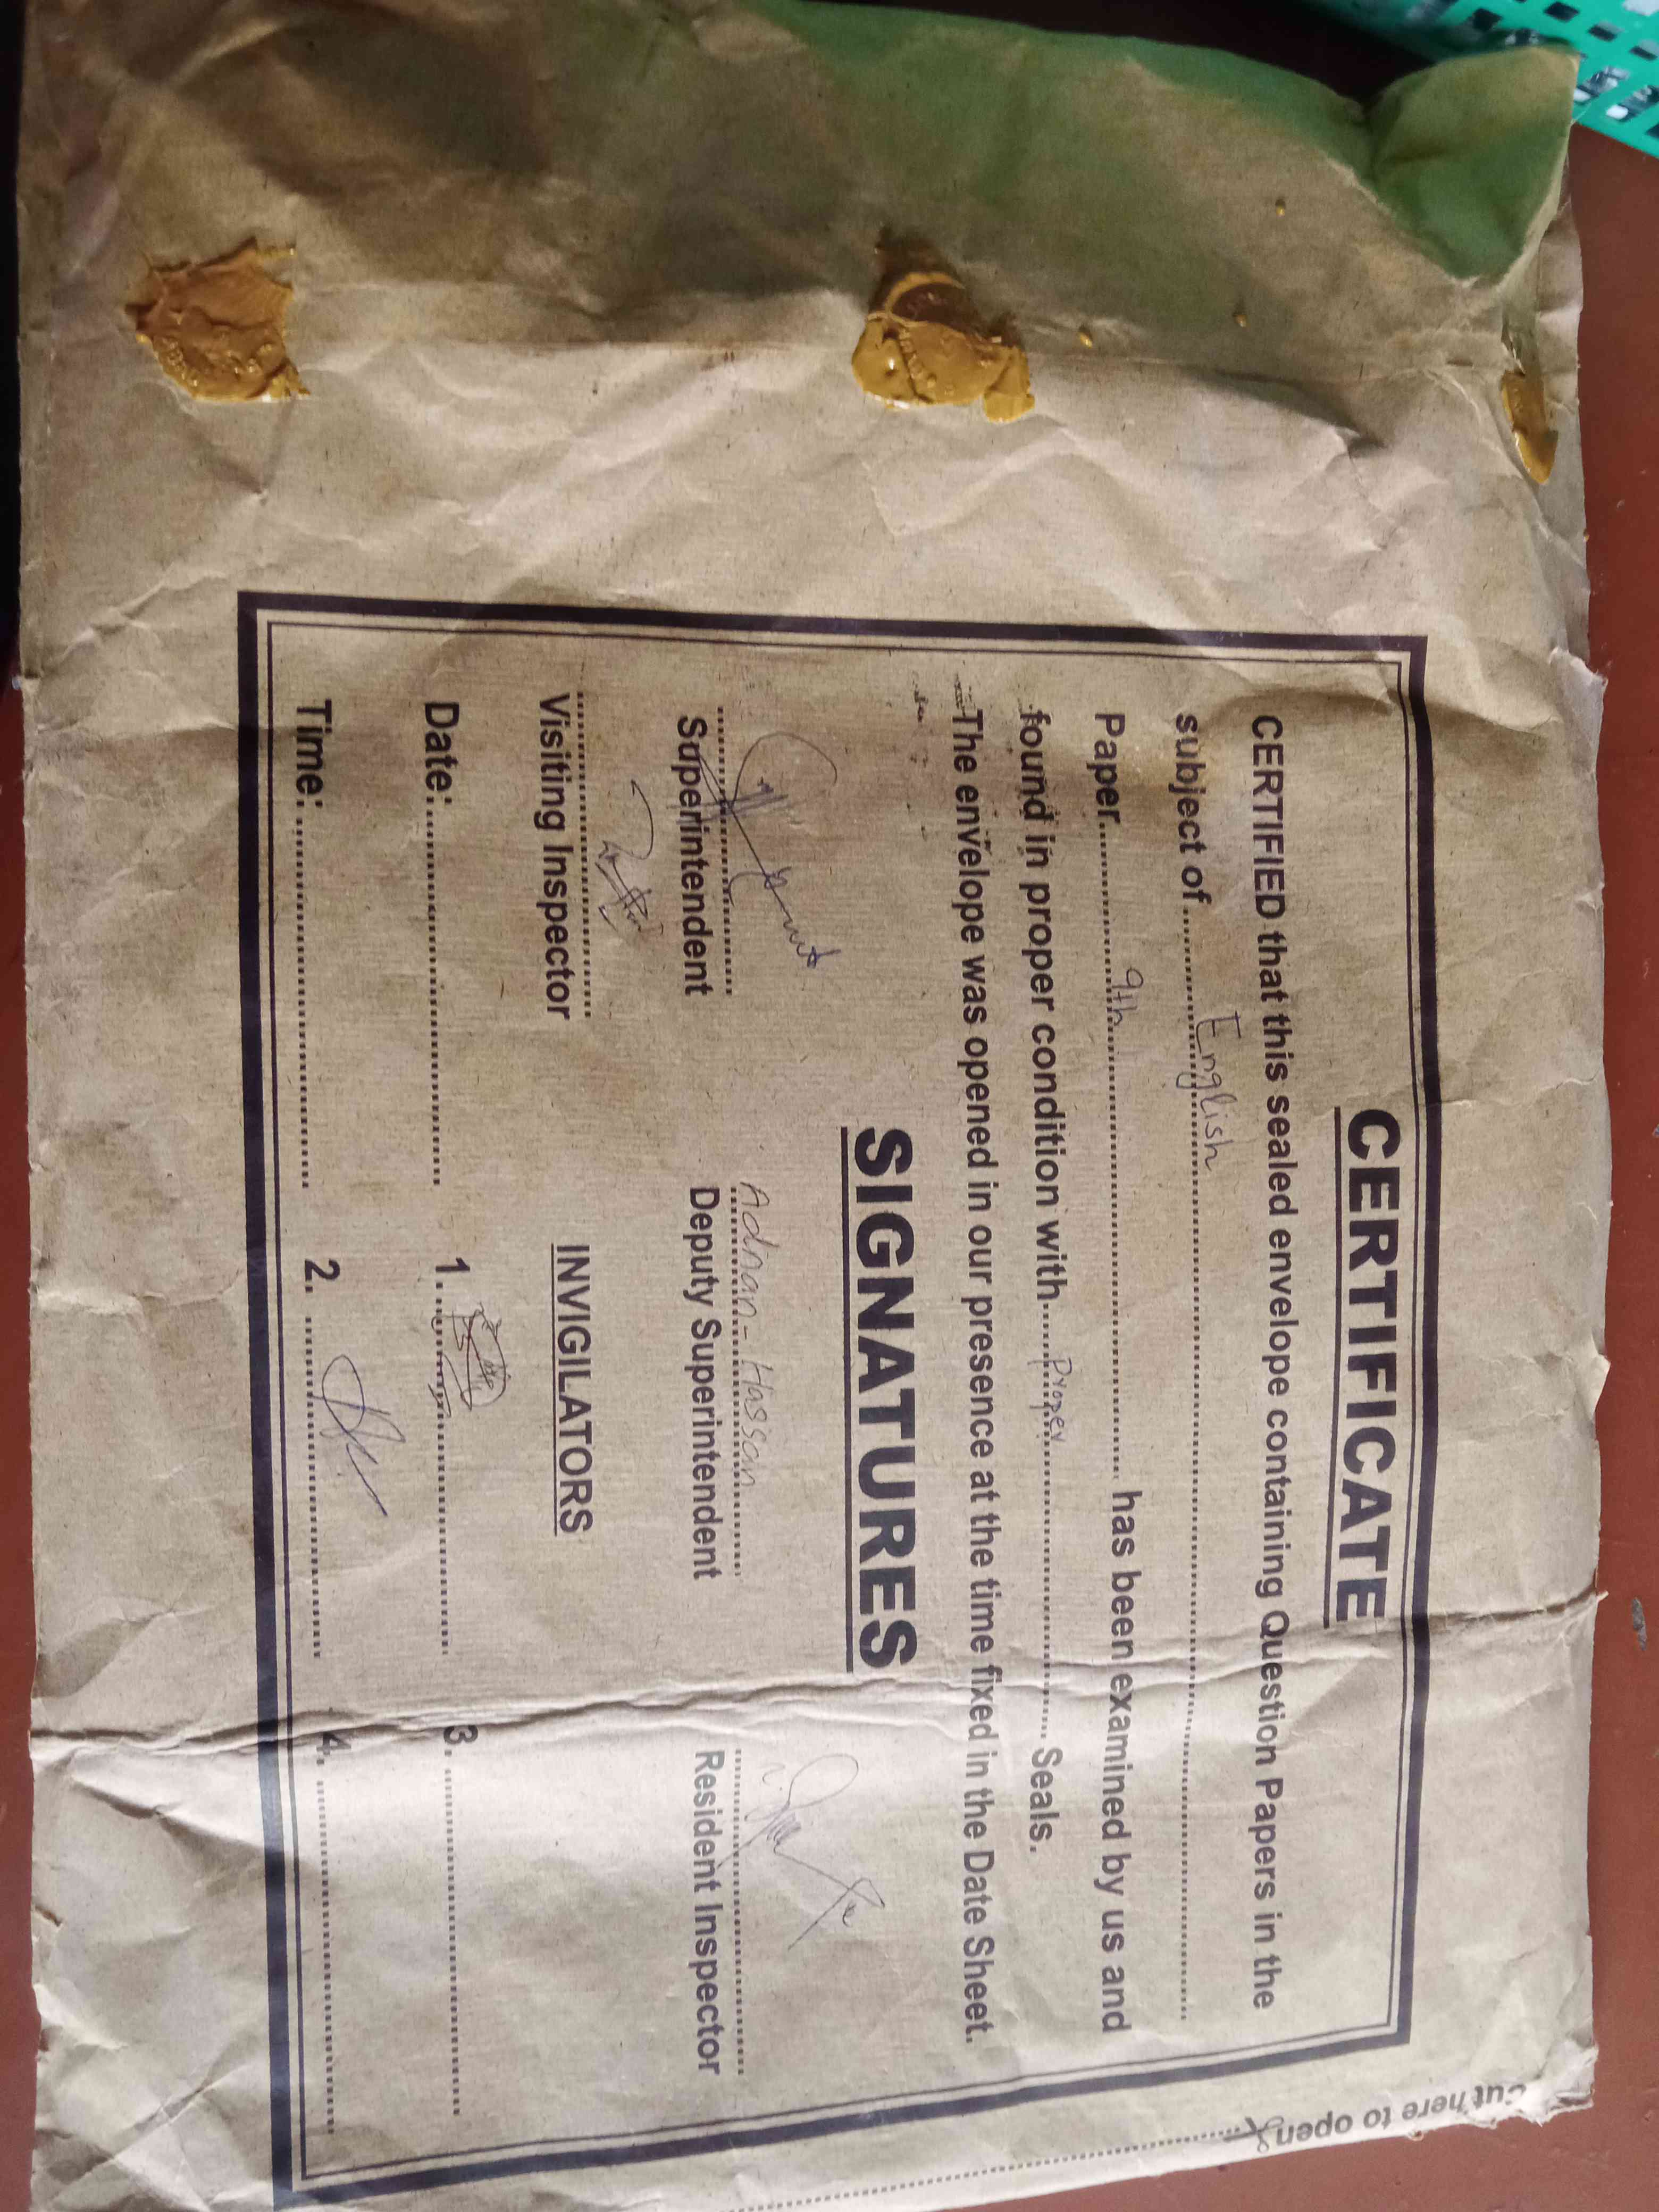 CERTIFICATE
CERTIFIED that this sealed envelope containing Question Papers in the
subject of ........ English ........
Paper ........ 9th ........ has been examined by us and
found in proper condition with ........ Proper ........ Seals.
The envelope was opened in our presence at the time fixed in the Date Sheet.
SIGNATURES
Adnan-Hassan
Superintendent Deputy Superintendent Resident Inspector
Visiting Inspector INVIGILATORS
Date: ........ 1. ........ 3. ........
Time: ........ 2. ........ 4. ........
Cut here to open